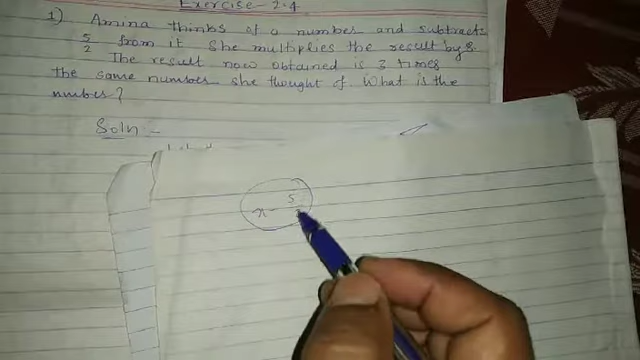 Exercise - 2.4
1) Amina thinks of a number and subtracts
5/2 from it She multiplies the result by 8.
The result now obtained is 3 times
the same number she thought of. What is the
number?
Soln :-
x - 5